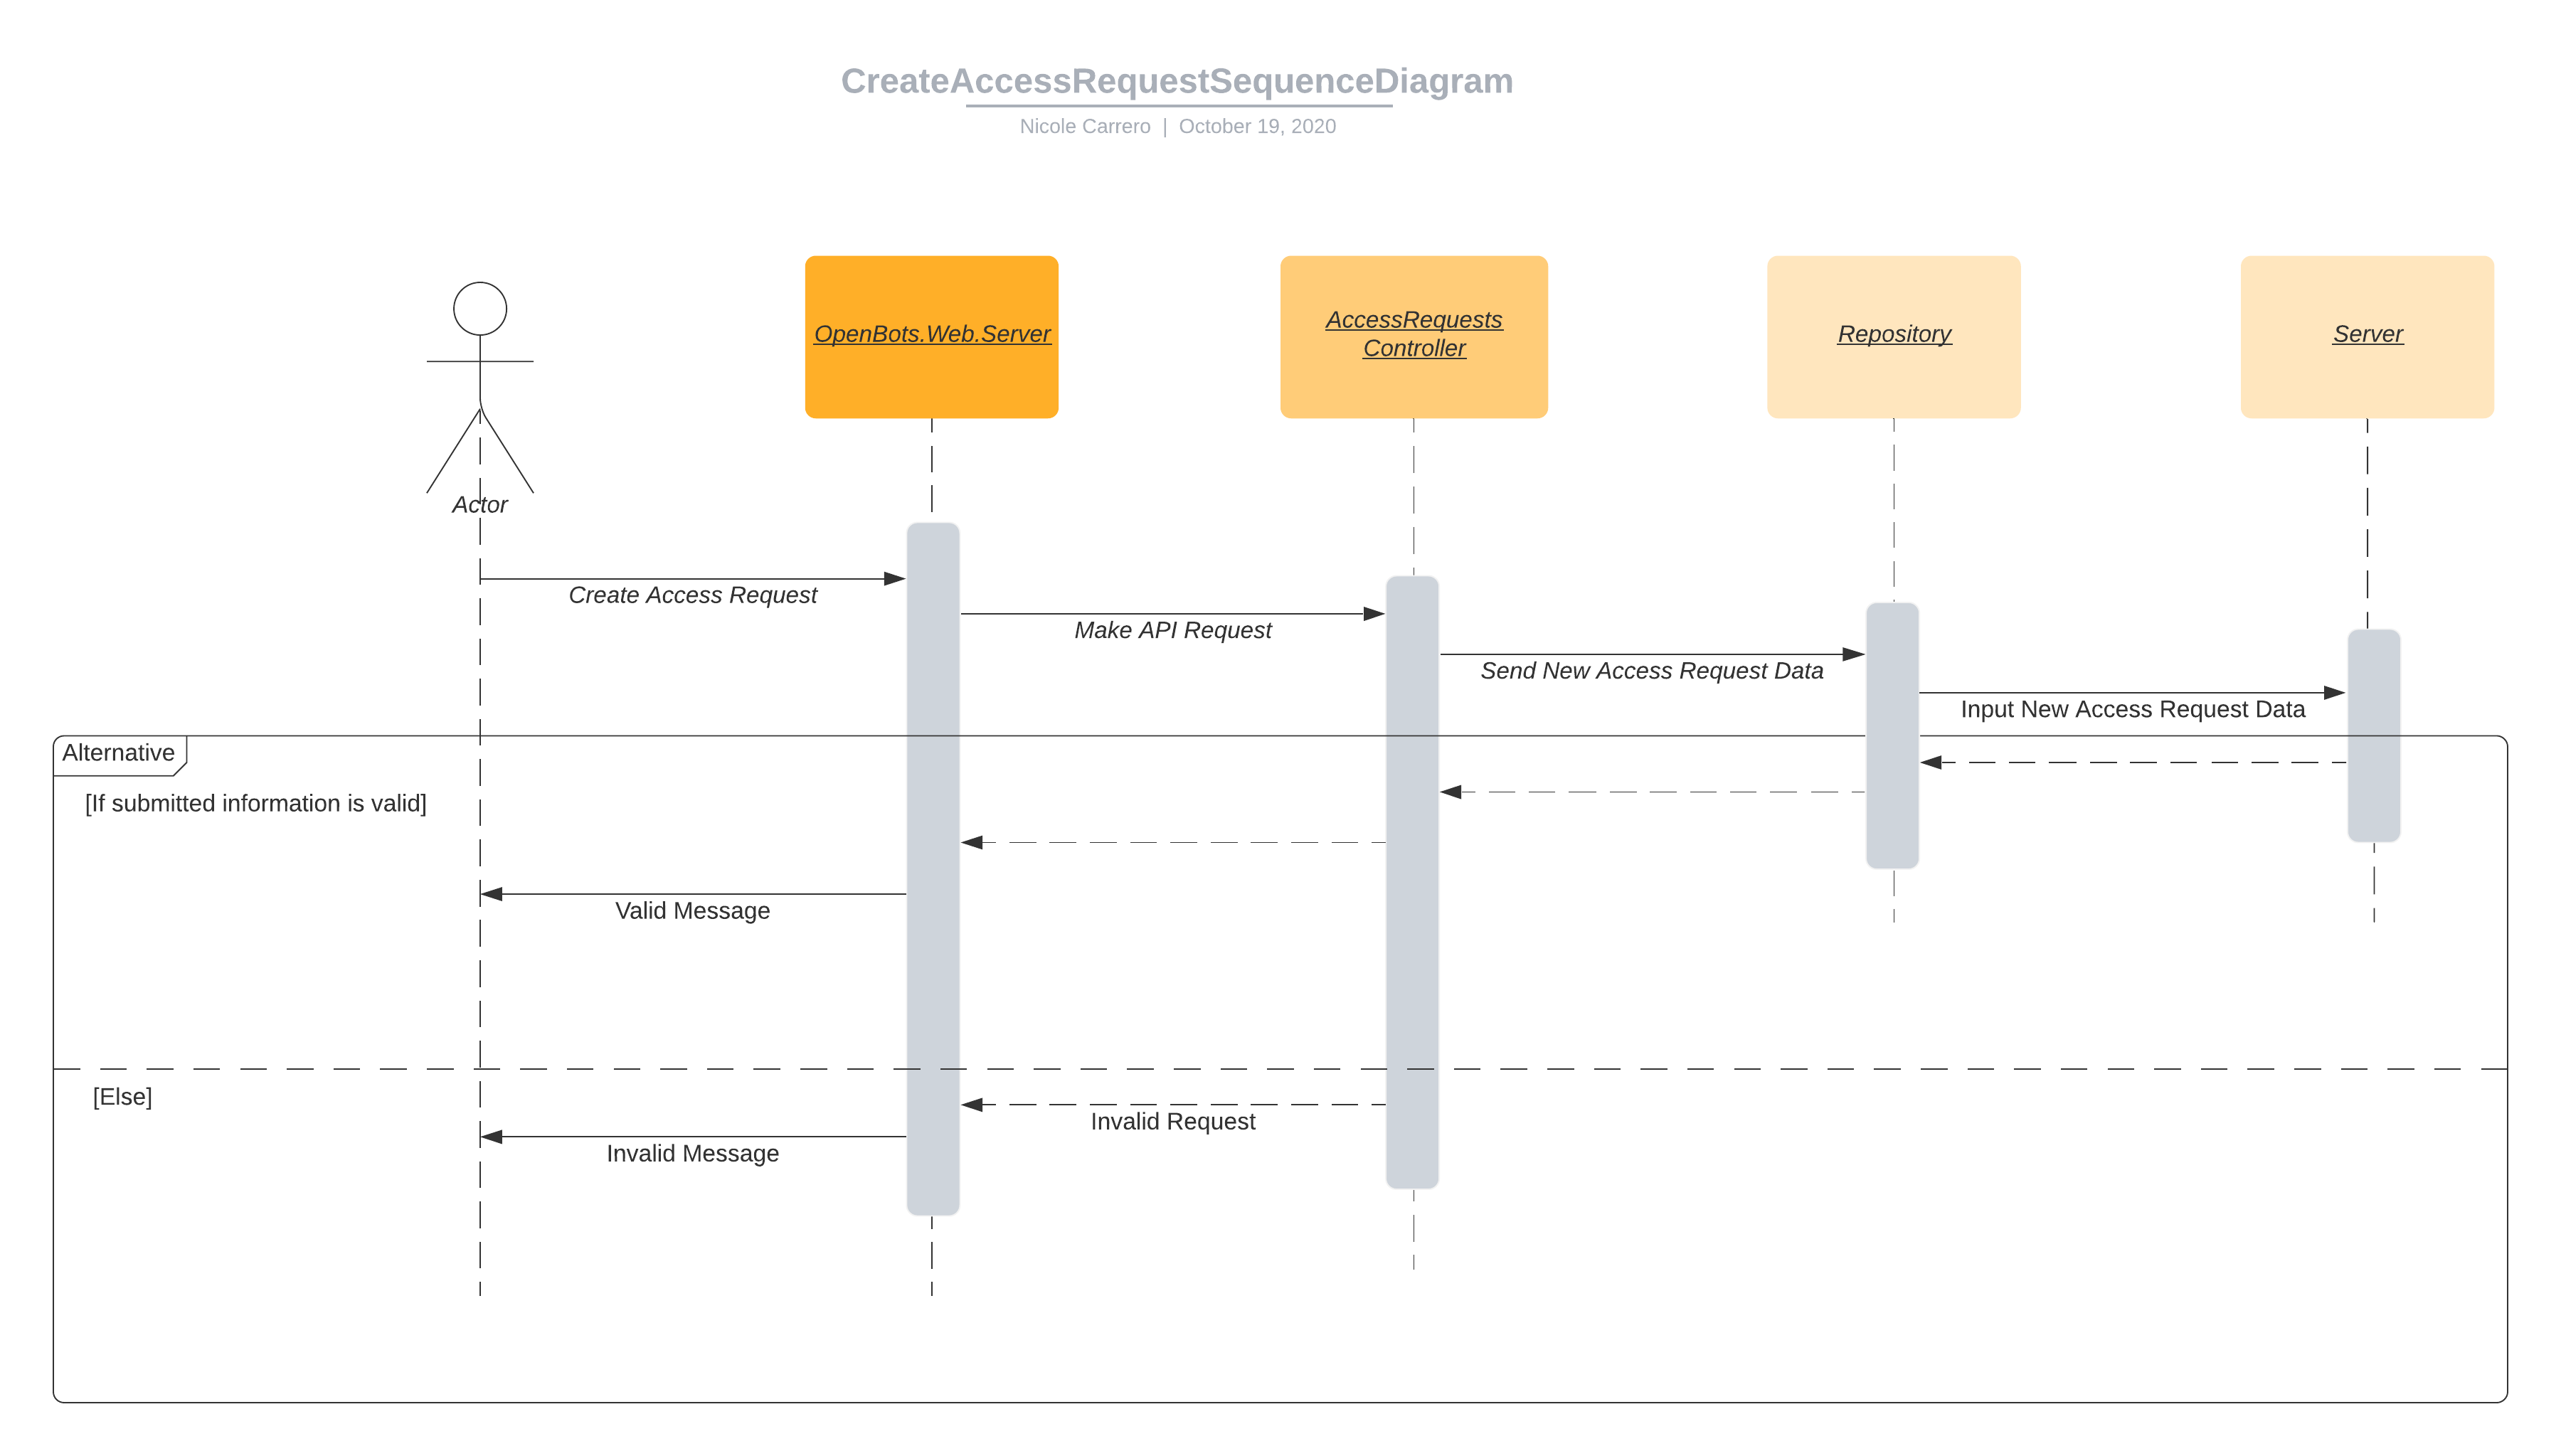 CreateAccessRequestSequenceDiagram
Nicole Carrero | October 19, 2020
OpenBots.Web.Server
AccessRequests
Controller
Repository
Server
Actor
Create Access Request
Make API Request
Send New Access Request Data
Input New Access Request Data
Alternative
[If submitted information is valid]
Valid Message
[Else]
Invalid Request
Invalid Message